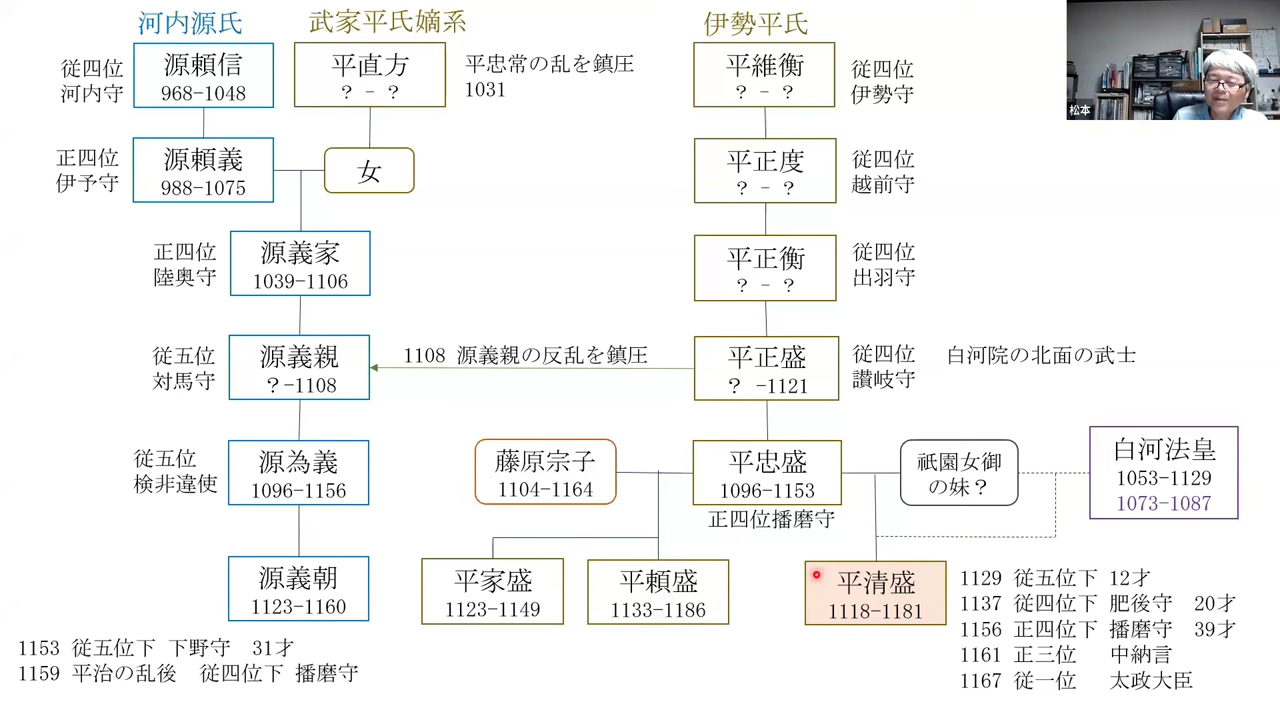 河内源氏
武家平氏嫡系
伊勢平氏
従四位
河内守
源頼信
968-1048
平直方
? - ?
平忠常の乱を鎮圧
1031
平維衡
? - ?
従四位
伊勢守
松本
正四位
伊予守
源頼義
988-1075
女
平正度
? - ?
従四位
越前守
正四位
陸奥守
源義家
1039-1106
平正衡
? - ?
従四位
出羽守
従五位
対馬守
源義親
?-1108
1108 源義親の反乱を鎮圧
平正盛
? -1121
従四位
讃岐守
白河院の北面の武士
従五位
検非違使
源為義
1096-1156
藤原宗子
1104-1164
平忠盛
1096-1153
正四位播磨守
祇園女御
の妹?
白河法皇
1053-1129
1073-1087
源義朝
1123-1160
平家盛
1123-1149
平頼盛
1133-1186
平清盛
1118-1181
1129 従五位下 12才
1137 従四位下 肥後守 20才
1156 正四位下 播磨守 39才
1161 正三位 中納言
1167 従一位 太政大臣
1153 従五位下 下野守 31才
1159 平治の乱後 従四位下 播磨守